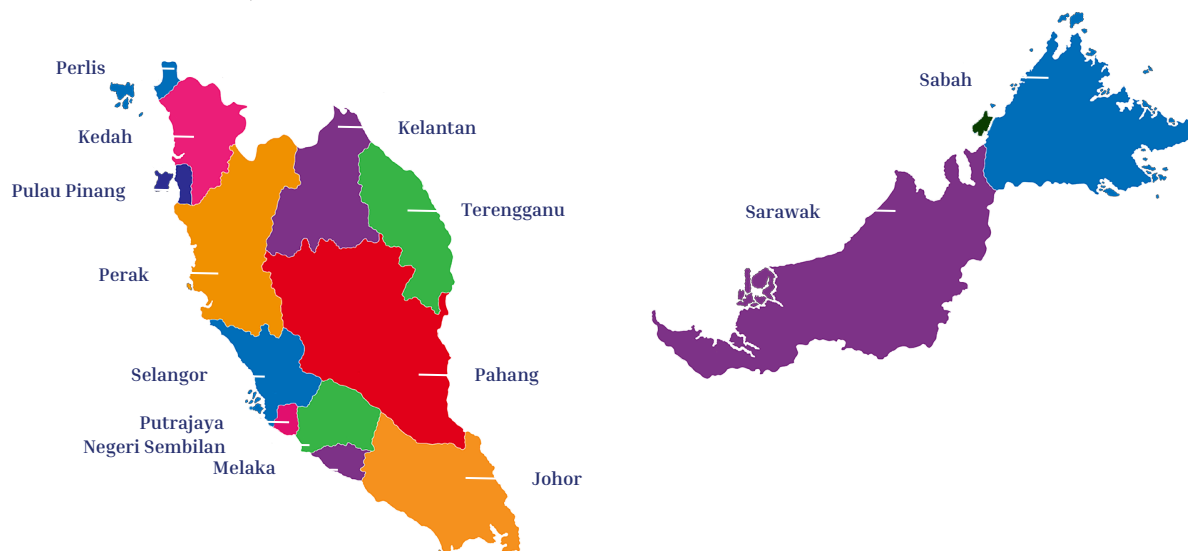 Perlis
Kedah
Pulau Pinang
Perak
Selangor
Putrajaya
Negeri Sembilan
Melaka
Kelantan
Terengganu
Pahang
Johor
Sabah
Sarawak